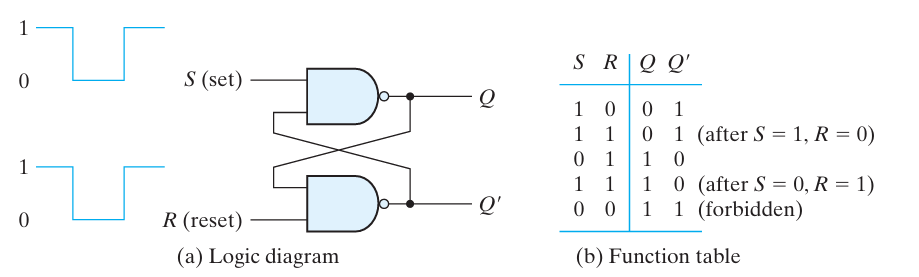 1
0
S (set)
Q
1
0
R (reset)
Q'
(a) Logic diagram
S R Q Q'
1 0 0 1
1 1 0 1 (after S = 1, R = 0)
0 1 1 0
1 1 1 0 (after S = 0, R = 1)
0 0 1 1 (forbidden)
(b) Function table